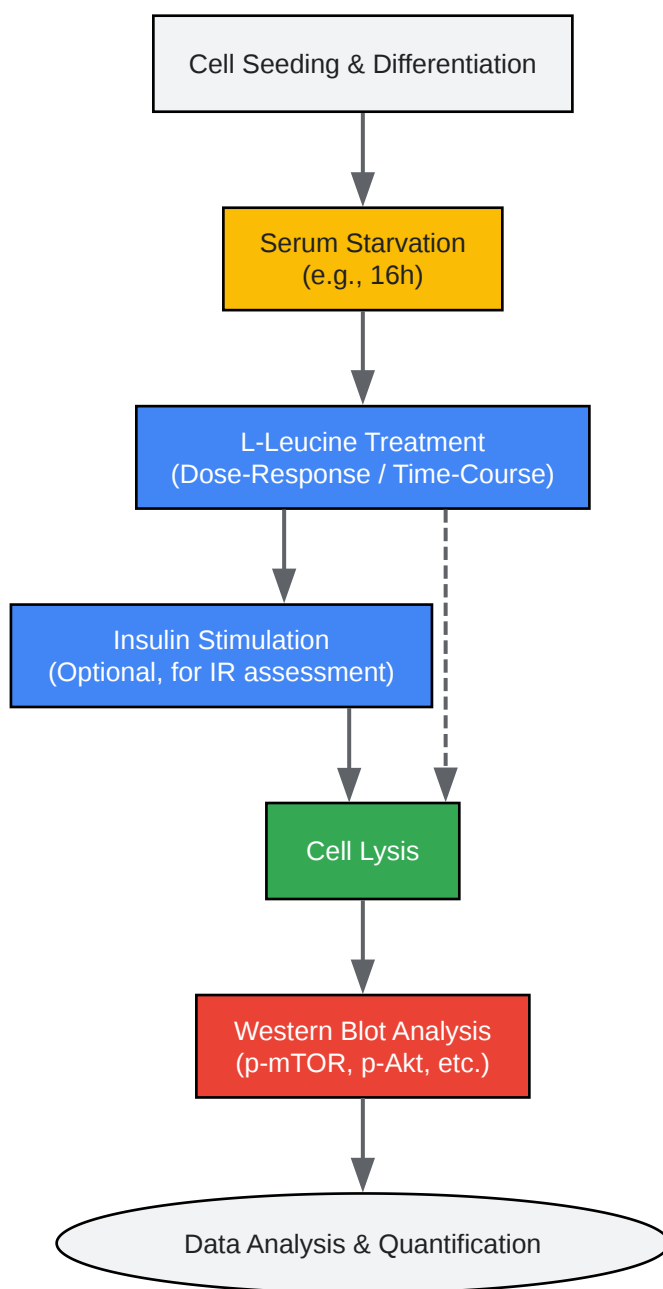 Cell Seeding & Differentiation
Serum Starvation
(e.g., 16h)
L-Leucine Treatment
(Dose-Response / Time-Course)
Insulin Stimulation
(Optional, for IR assessment)
Cell Lysis
Western Blot Analysis
(p-mTOR, p-Akt, etc.)
Data Analysis & Quantification